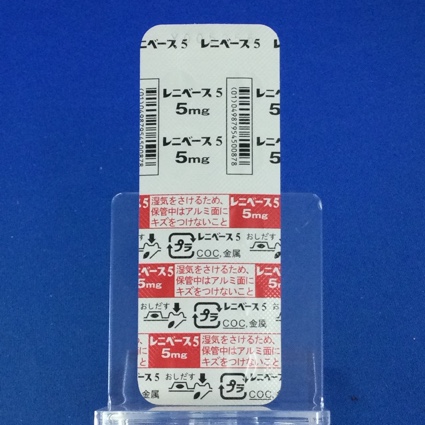 レニベース 5 レニベース 5
レニベース 5
5mg
レニベース 5
5mg
(01)04987954500878
(01)04987954500878
湿気をさけるため、
保管中はアルミ面に
キズをつけないこと
レニベース 5
5mg
おしだす プラ レニベース 5
COC,金属
5mg
湿気をさけるため、
保管中はアルミ面に
キズをつけないこと
レニベース 5
おしだす プラ
COC,金属
レニベース 5
5mg
湿気をさけるため、
保管中はアルミ面に
キズをつけないこと
レニ
5
ベース 5 おしだす プラ
金属 COC